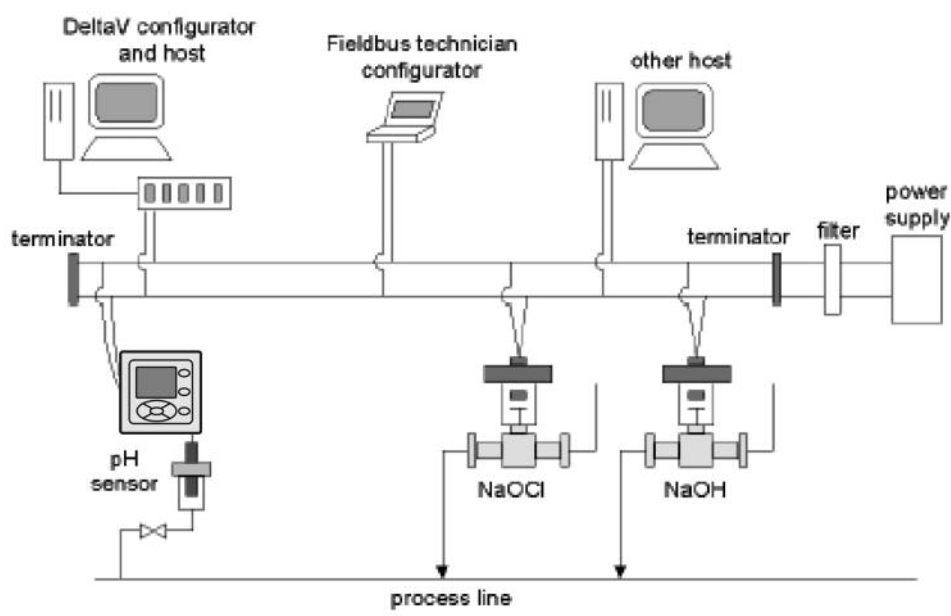 DeltaV configurator
and host
Fieldbus technician
configurator
other host
power
supply
terminator
terminator
filter
pH
sensor
NaOCl
NaOH
process line